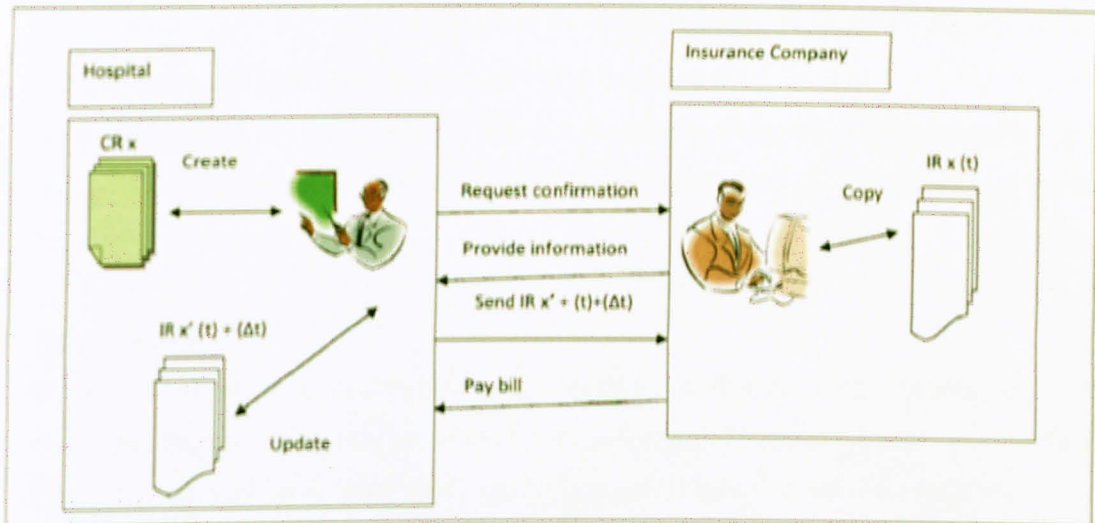 Hospital
Insurance Company
CR x
Create
IR x (t)
Request confirmation
Copy
Provide information
Send IR x' + (t)+(Δt)
IR x' (t) + (Δt)
Pay bill
Update